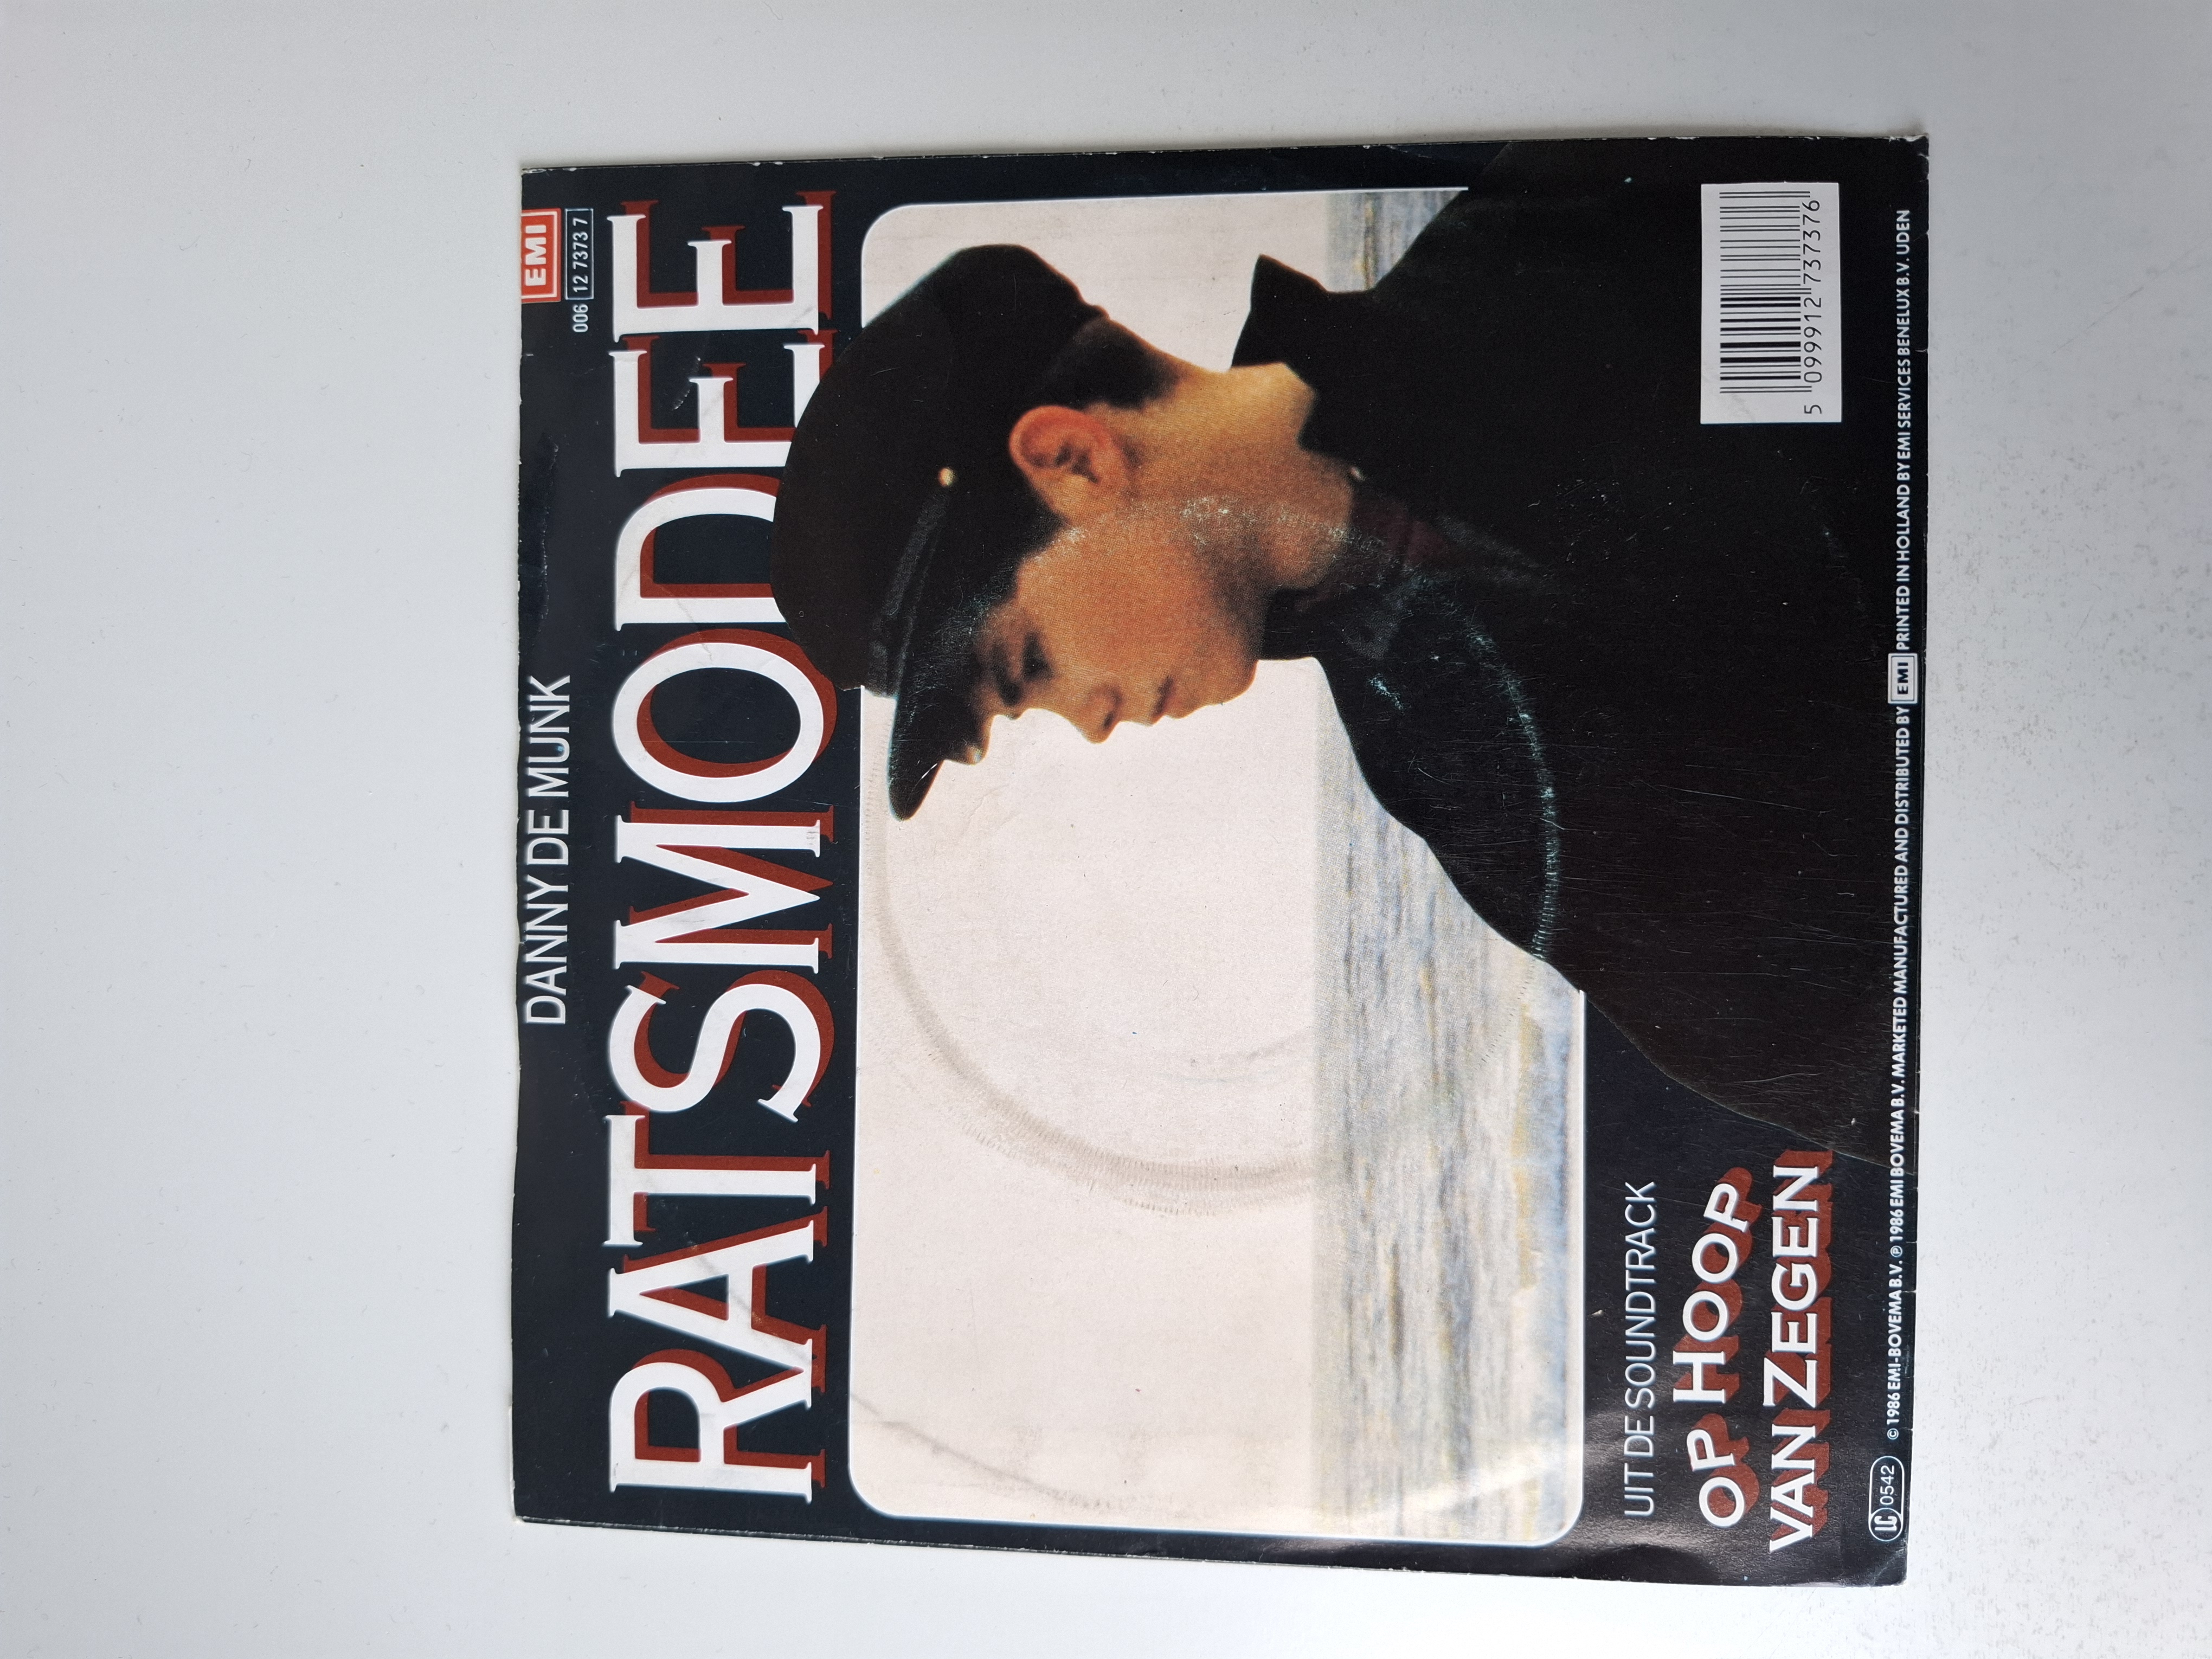 DANNY DE MUNK
EMI
006 12 7373 7
RATSMODEE
UIT DE SOUNDTRACK
OP HOOP
VAN ZEGEN
5 099912 737376
LC 0542
© 1986 EMI-BOVEMA B.V. ℗ 1986 EMI BOVEMA B.V. MARKETED MANUFACTURED AND DISTRIBUTED BY EMI PRINTED IN HOLLAND BY EMI SERVICES BENELUX B.V. UDEN